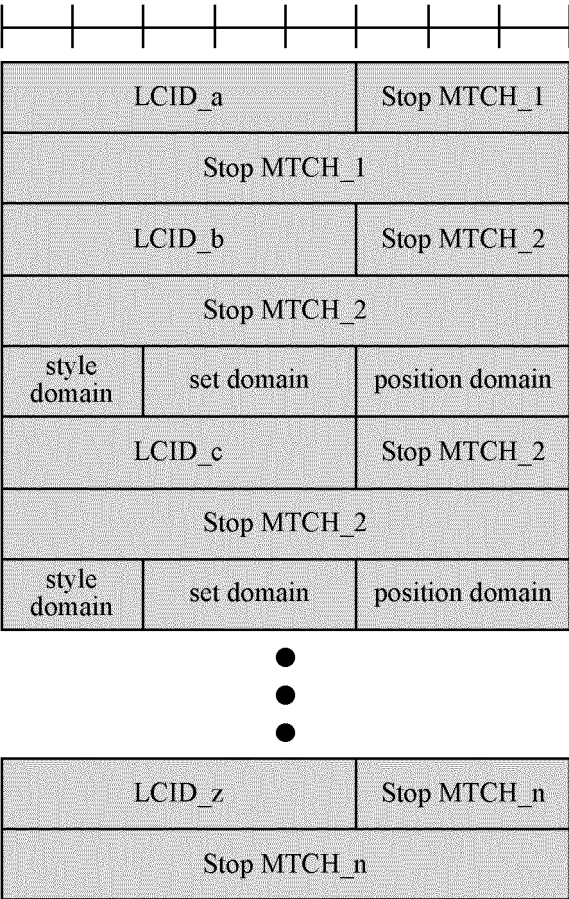 LCID_a Stop MTCH_1
Stop MTCH_1
LCID_b Stop MTCH_2
Stop MTCH_2
style domain set domain position domain
LCID_c Stop MTCH_2
Stop MTCH_2
style domain set domain position domain
LCID_z Stop MTCH_n
Stop MTCH_n